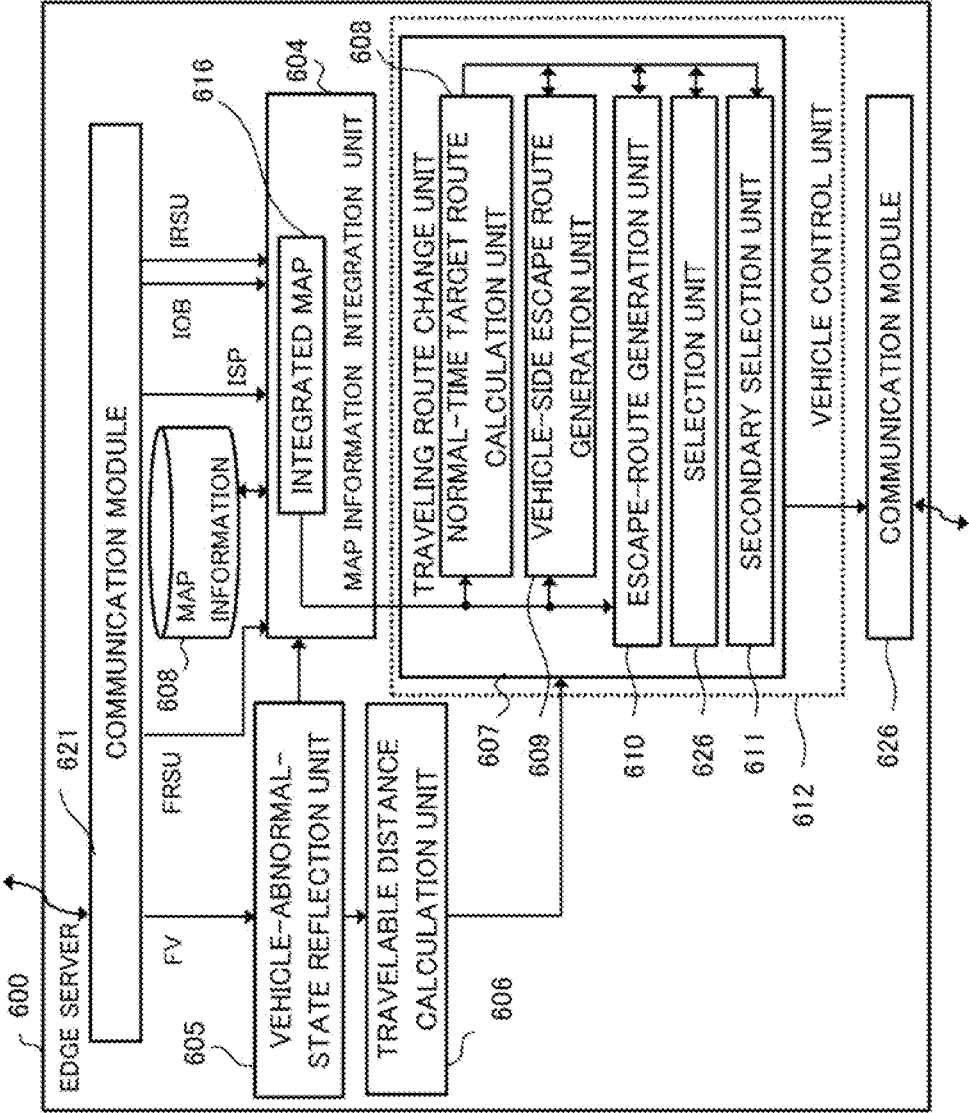 600
EDGE SERVER
621
COMMUNICATION MODULE
FV
FRSU
608
MAP
INFORMATION
ISP
IOB
IRSU
605
VEHICLE-ABNORMAL-
STATE REFLECTION UNIT
616
604
INTEGRATED MAP
MAP INFORMATION INTEGRATION UNIT
606
TRAVELABLE DISTANCE
CALCULATION UNIT
607
608
TRAVELING ROUTE CHANGE UNIT
NORMAL-TIME TARGET ROUTE
CALCULATION UNIT
609
VEHICLE-SIDE ESCAPE ROUTE
GENERATION UNIT
610
ESCAPE-ROUTE GENERATION UNIT
626
SELECTION UNIT
611
SECONDARY SELECTION UNIT
612
VEHICLE CONTROL UNIT
626
COMMUNICATION MODULE